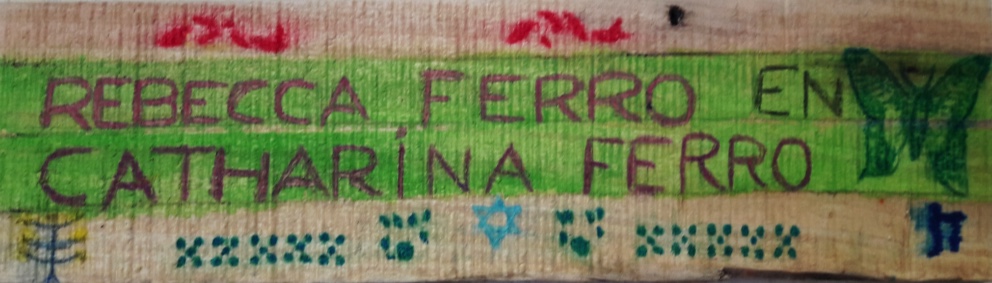 REBECCA FERRO EN
CATHARINA FERRO